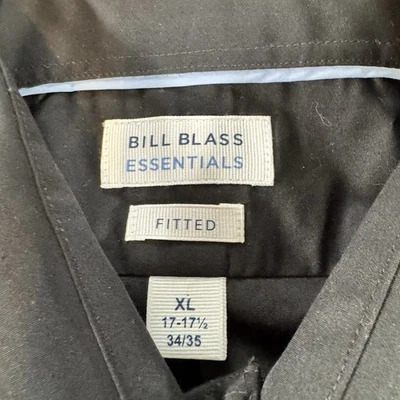 BILL BLASS
ESSENTIALS
FITTED
XL
17-17½
34/35